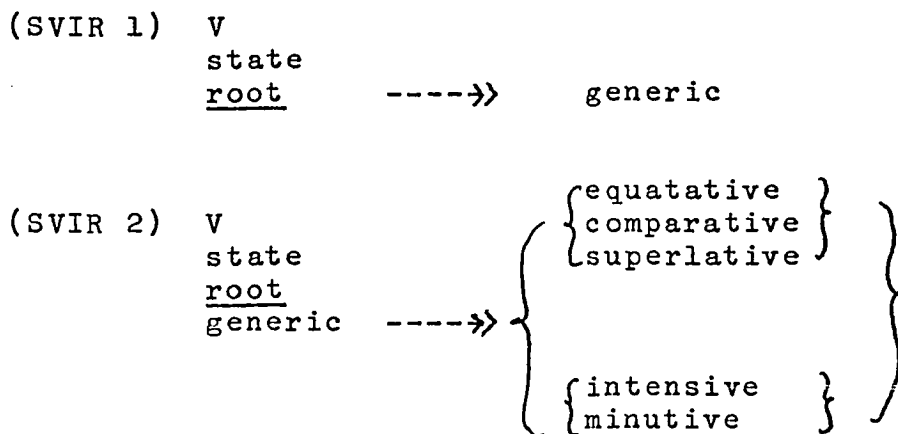 (SVIR 1) V
state
root ----->> generic
(SVIR 2) V
state
root
generic ----->> { { equatative }
{ comparative }
{ superlative } }
{ intensive }
{ minutive }